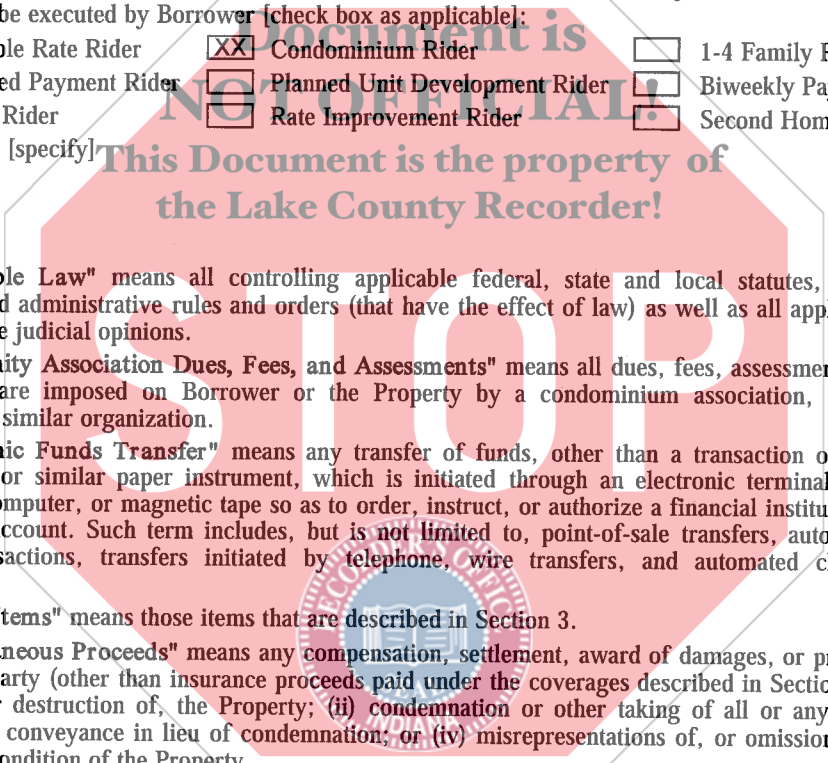 be executed by Borrower [check box as applicable]:
ble Rate Rider XX Condominium Rider 1-4 Family
ed Payment Rider Planned Unit Development Rider Biweekly Pa
Rider Rate Improvement Rider Second Hom
[specify]
Document is
NOT OFFICIAL!
This Document is the property of
the Lake County Recorder!
STOP
ble Law" means all controlling applicable federal, state and local statutes,
d administrative rules and orders (that have the effect of law) as well as all app
e judicial opinions.
nity Association Dues, Fees, and Assessments" means all dues, fees, assessmen
are imposed on Borrower or the Property by a condominium association,
similar organization.
nic Funds Transfer" means any transfer of funds, other than a transaction o
or similar paper instrument, which is initiated through an electronic terminal
mputer, or magnetic tape so as to order, instruct, or authorize a financial institu
ccount. Such term includes, but is not limited to, point-of-sale transfers, auto
sactions, transfers initiated by telephone, wire transfers, and automated c
tems" means those items that are described in Section 3.
neous Proceeds" means any compensation, settlement, award of damages, or p
arty (other than insurance proceeds paid under the coverages described in Sectio
destruction of, the Property; (ii) condemnation or other taking of all or any
conveyance in lieu of condemnation; or (iv) misrepresentations of, or omission
ondition of the Property.
SEAL
INDIANA